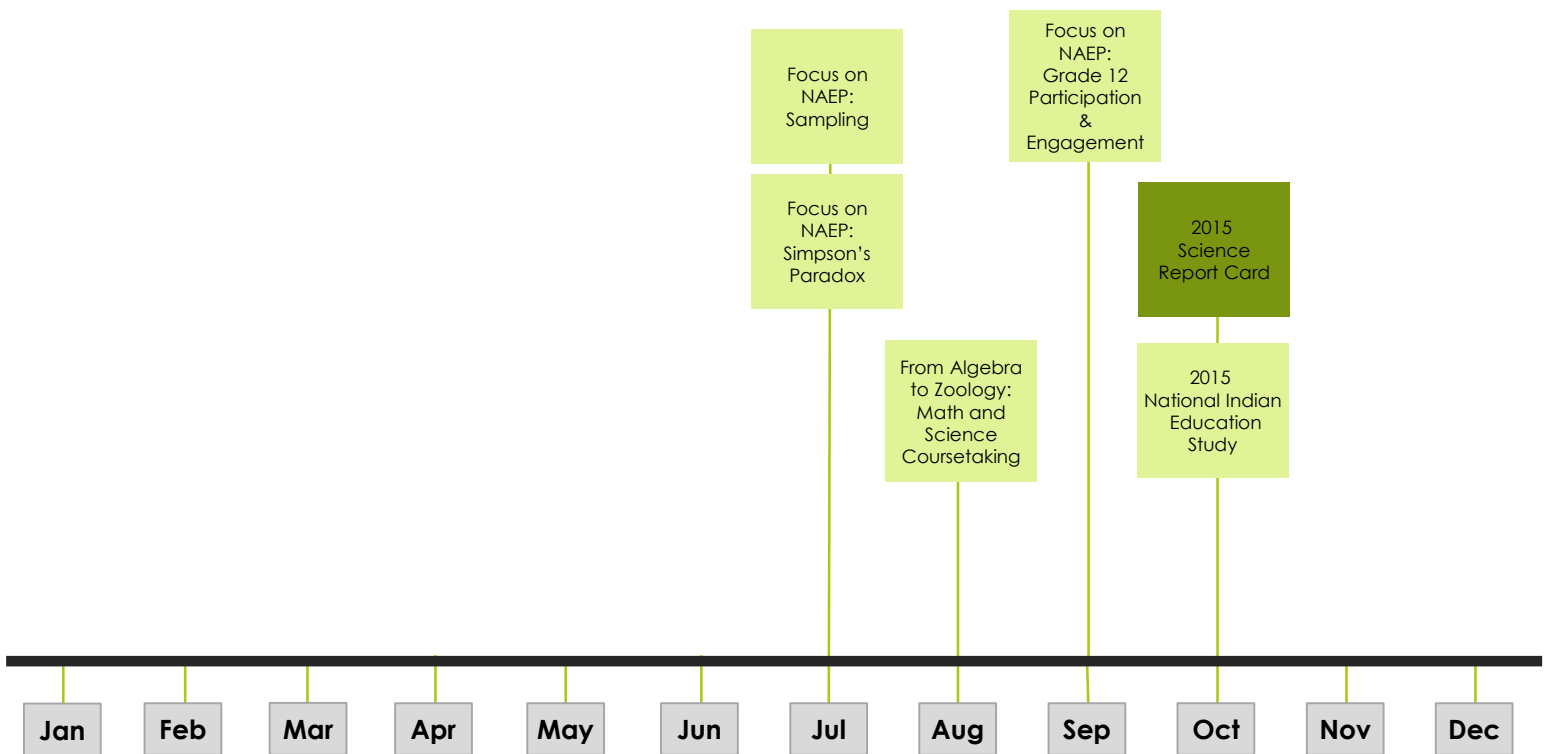 Focus on
NAEP:
Sampling
Focus on
NAEP:
Simpson’s
Paradox
From Algebra
to Zoology:
Math and
Science
Coursetaking
Focus on
NAEP:
Grade 12
Participation
&
Engagement
2015
Science
Report Card
2015
National Indian
Education
Study
Jan Feb Mar Apr May Jun Jul Aug Sep Oct Nov Dec